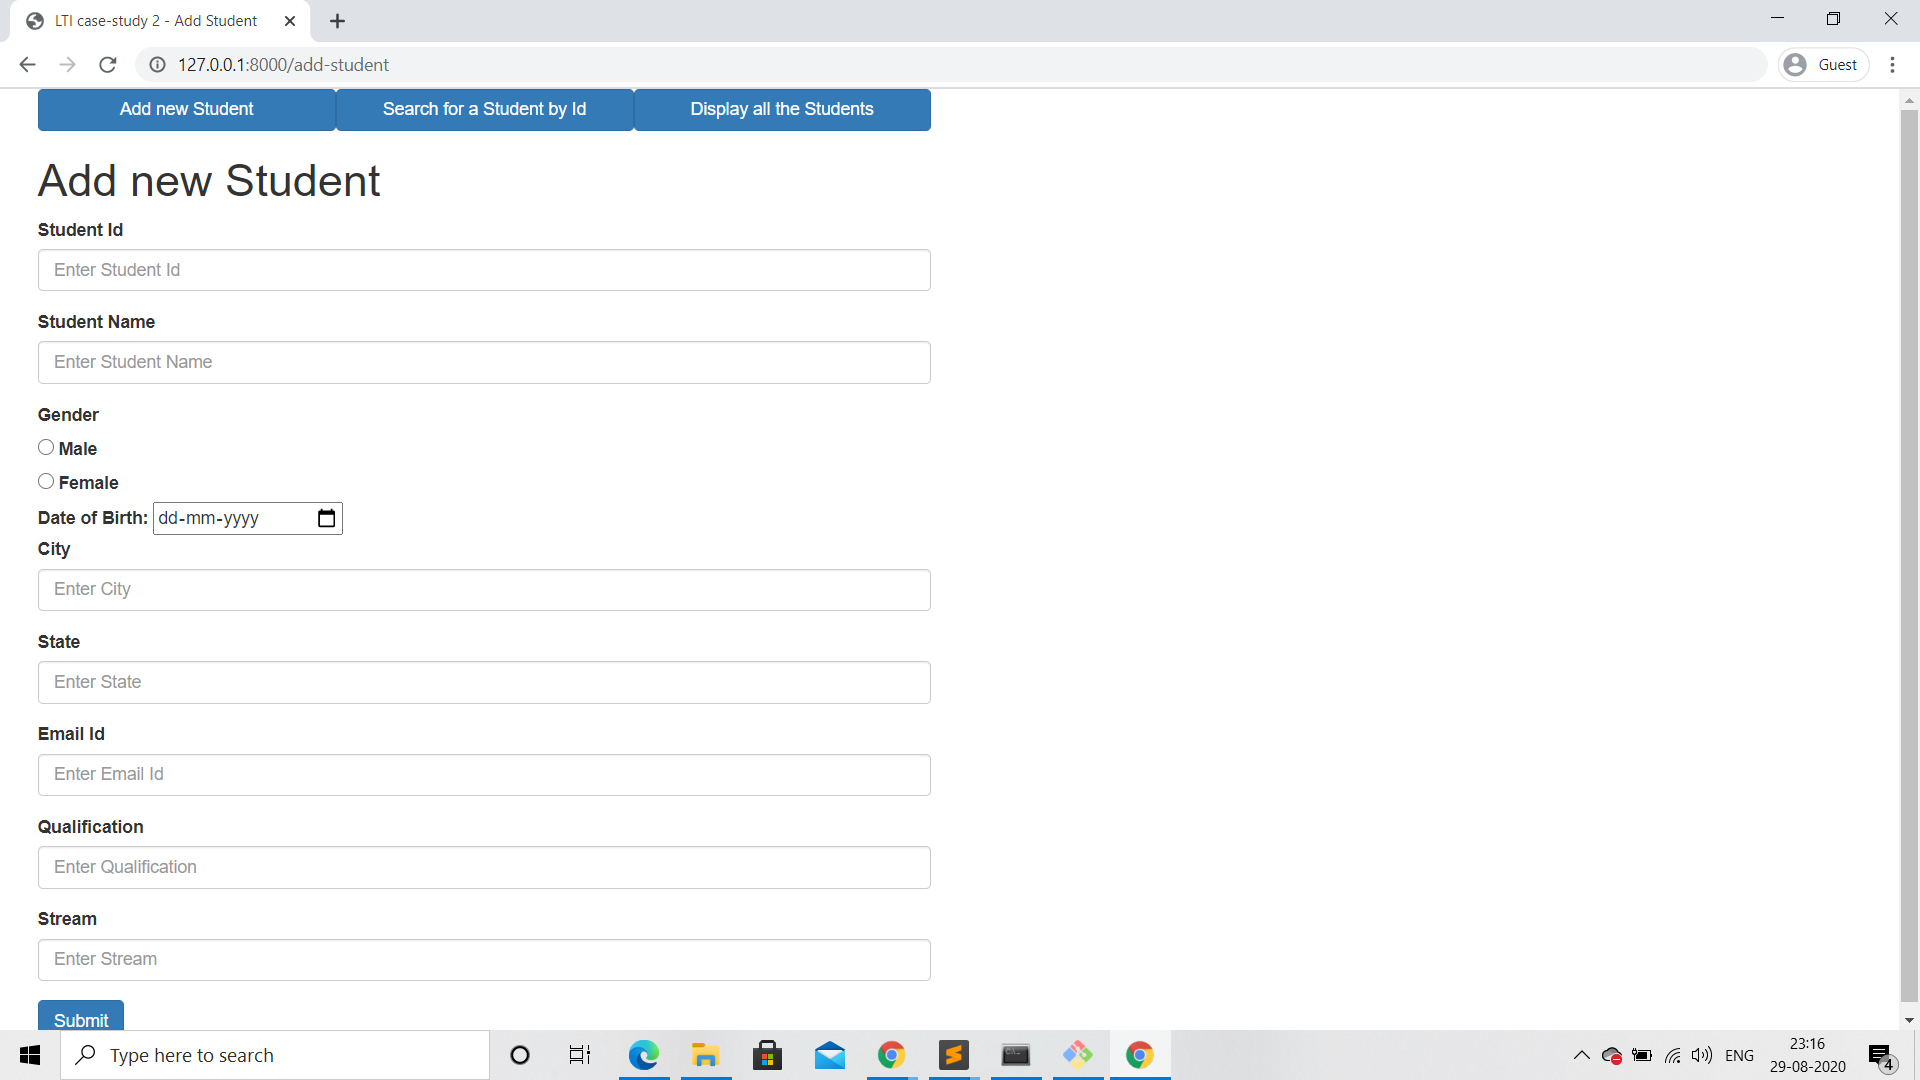 LTI case-study 2 - Add Student
127.0.0.1:8000/add-student
Guest
Add new Student
Search for a Student by Id
Display all the Students
Add new Student
Student Id
Enter Student Id
Student Name
Enter Student Name
Gender
Male
Female
Date of Birth: dd-mm-yyyy
City
Enter City
State
Enter State
Email Id
Enter Email Id
Qualification
Enter Qualification
Stream
Enter Stream
Submit
Type here to search
ENG
23:16
29-08-2020
4